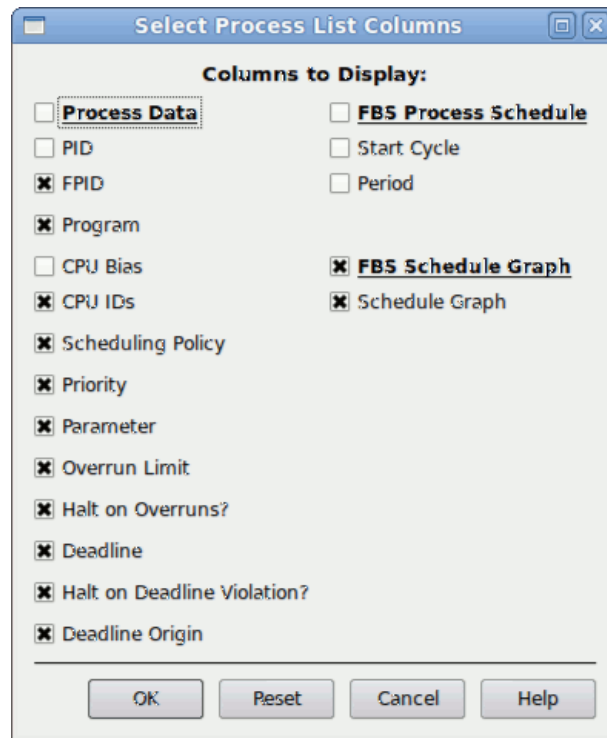 Select Process List Columns
Columns to Display:
Process Data
PID
FPID
Program
CPU Bias
CPU IDs
Scheduling Policy
Priority
Parameter
Overrun Limit
Halt on Overruns?
Deadline
Halt on Deadline Violation?
Deadline Origin
FBS Process Schedule
Start Cycle
Period
FBS Schedule Graph
Schedule Graph
OK
Reset
Cancel
Help